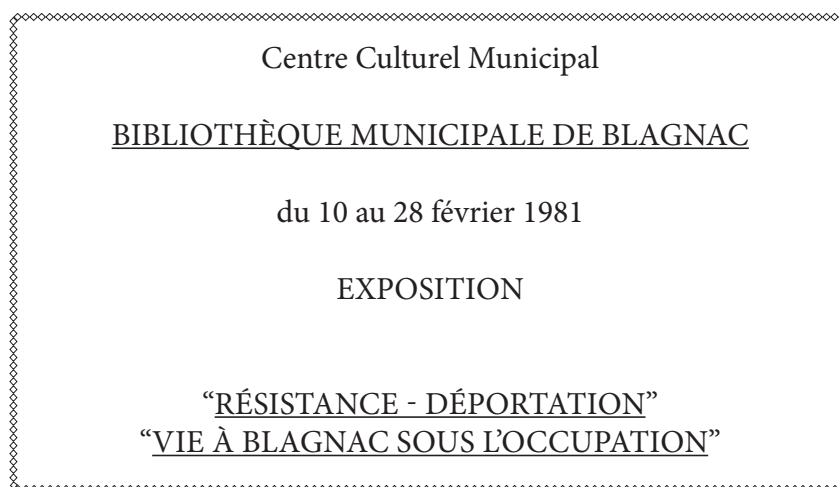 Centre Culturel Municipal
BIBLIOTHÈQUE MUNICIPALE DE BLAGNAC
du 10 au 28 février 1981
EXPOSITION
“RÉSISTANCE - DÉPORTATION”
“VIE À BLAGNAC SOUS L’OCCUPATION”